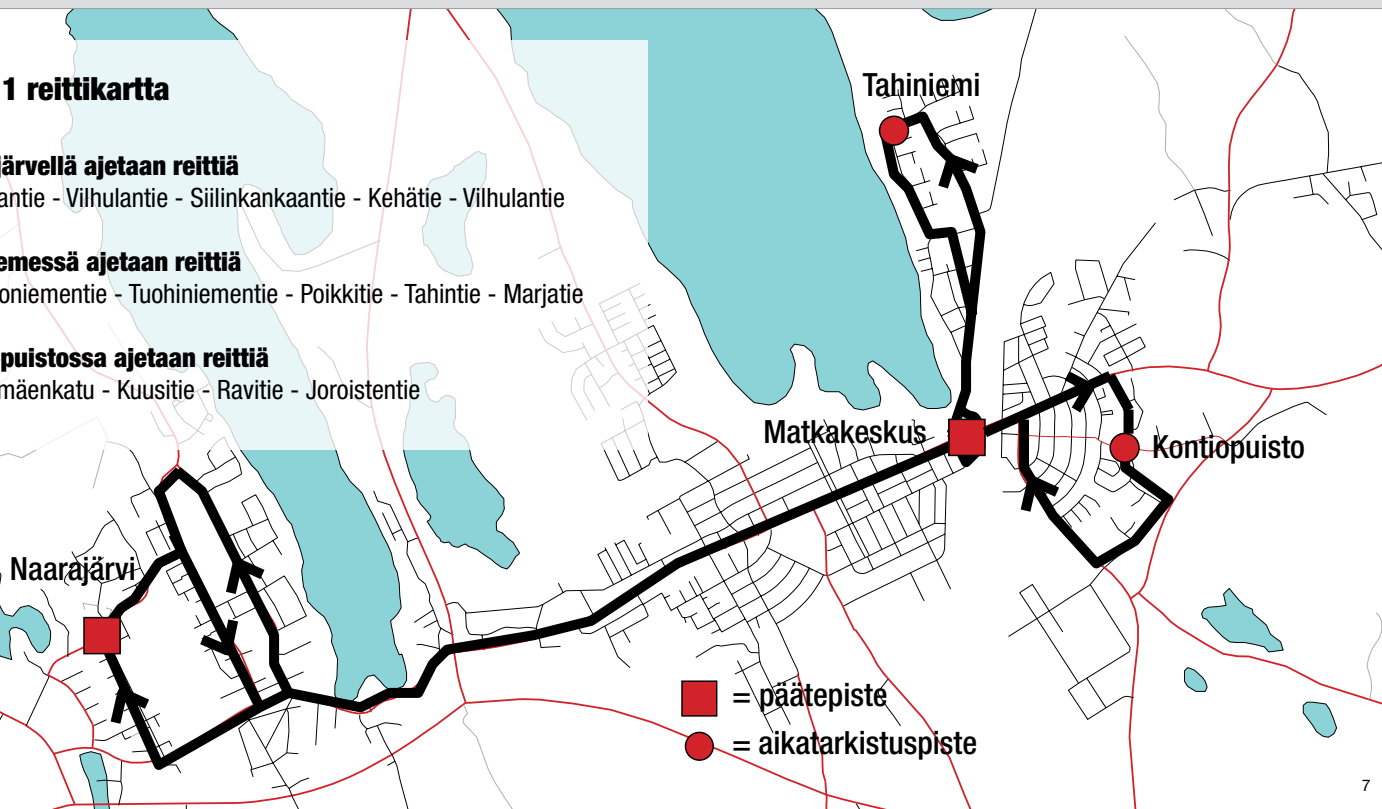 1 reittikartta
järvellä ajetaan reittiä
antie - Vilhulantie - Siilinkankaantie - Kehätie - Vilhulantie
emessä ajetaan reittiä
oniementie - Tuohiniementie - Poikkitie - Tahintie - Marjatie
puistossa ajetaan reittiä
mäenkatu - Kuusitie - Ravitie - Joroistentie
Tahiniemi
Matkakeskus
Kontiopuisto
Naarajärvi
= päätepiste
= aikatarkistuspiste
7